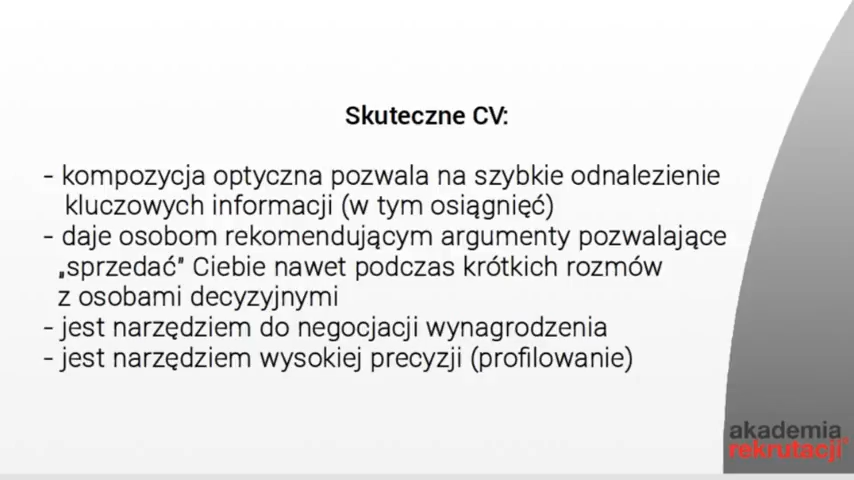 Skuteczne CV:
- kompozycja optyczna pozwala na szybkie odnalezienie
kluczowych informacji (w tym osiągnięć)
- daje osobom rekomendującym argumenty pozwalające
„sprzedać” Ciebie nawet podczas krótkich rozmów
z osobami decyzyjnymi
- jest narzędziem do negocjacji wynagrodzenia
- jest narzędziem wysokiej precyzji (profilowanie)
akademia
rekrutacji